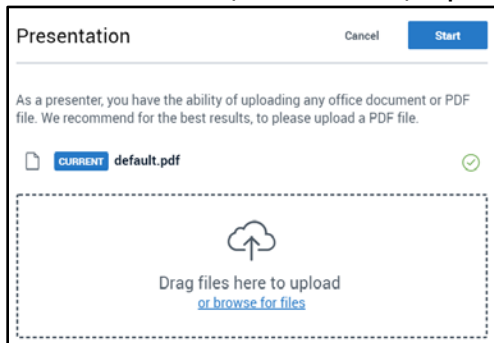 Presentation Cancel Start
As a presenter, you have the ability of uploading any office document or PDF
file. We recommend for the best results, to please upload a PDF file.
CURRENT default.pdf
Drag files here to upload
or browse for files